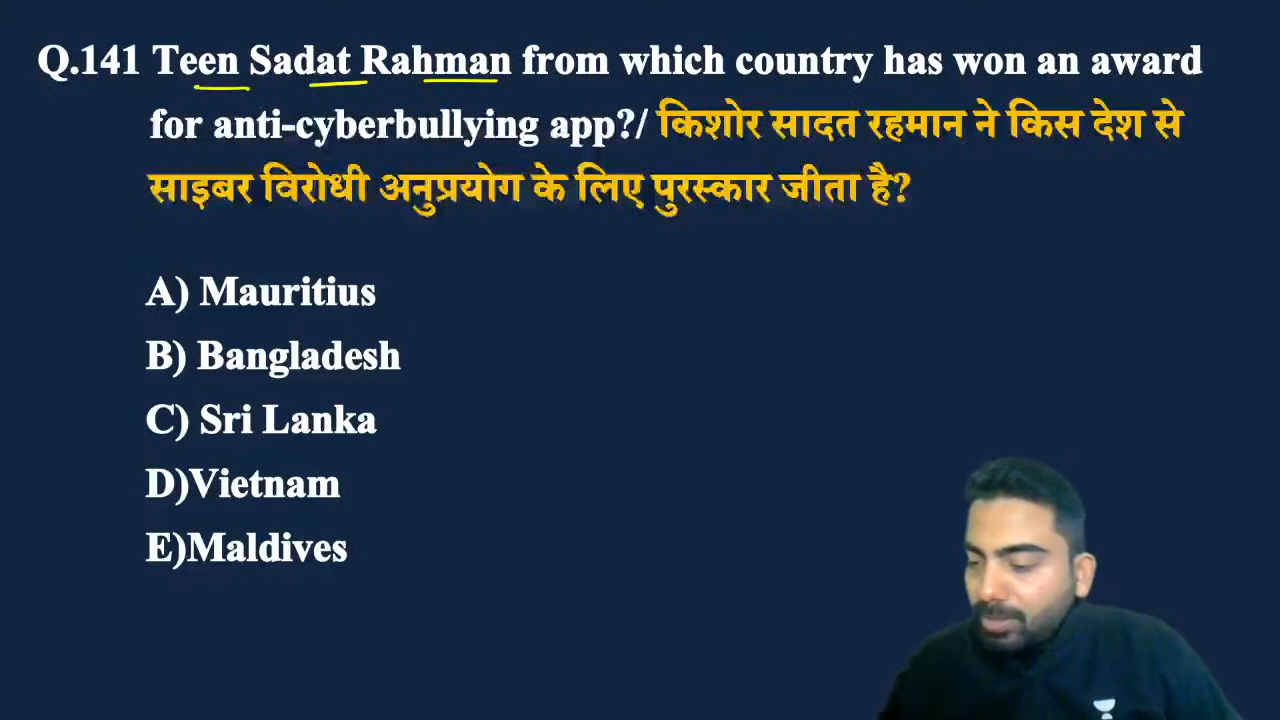 Q.141 Teen Sadat Rahman from which country has won an award
for anti-cyberbullying app?/ किशोर सादत रहमान ने किस देश से
साइबर विरोधी अनुप्रयोग के लिए पुरस्कार जीता है?
A) Mauritius
B) Bangladesh
C) Sri Lanka
D)Vietnam
E)Maldives